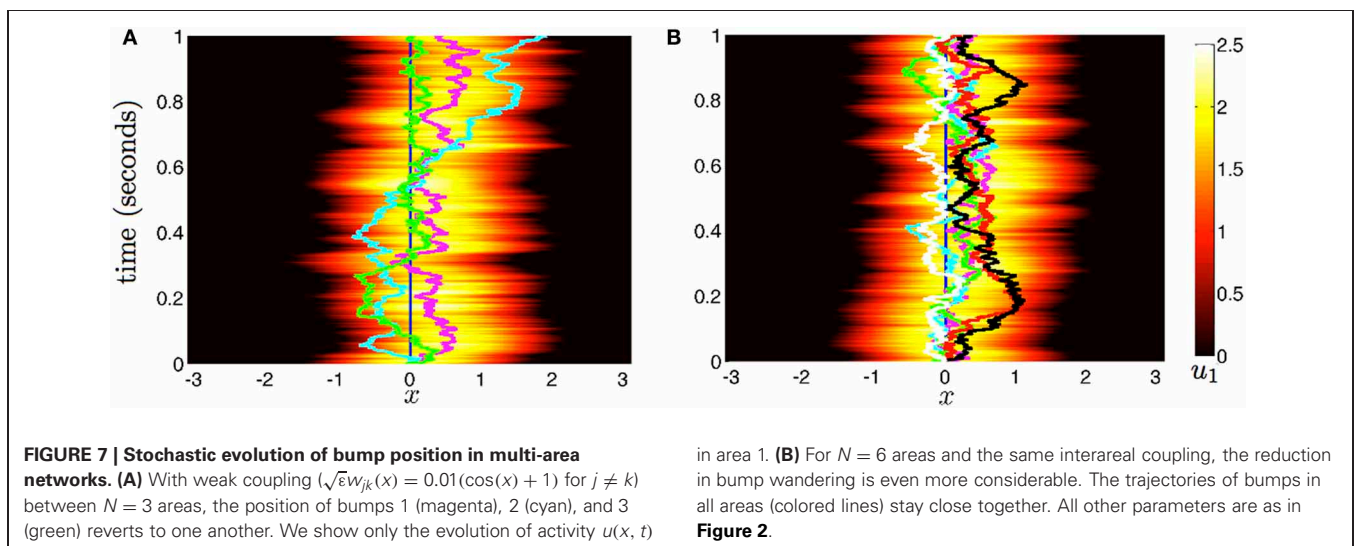 A
B
1
0.8
0.6
0.4
0.2
0
time (seconds)
-3 -2 -1 0 1 2 3
x
1
0.8
0.6
0.4
0.2
0
-3 -2 -1 0 1 2 3
x
2.5
2
1.5
1
0.5
0
u₁
FIGURE 7 | Stochastic evolution of bump position in multi-area
networks. (A) With weak coupling (√εw_jk(x) = 0.01(cos(x) + 1) for j ≠ k)
between N = 3 areas, the position of bumps 1 (magenta), 2 (cyan), and 3
(green) reverts to one another. We show only the evolution of activity u(x, t)
in area 1. (B) For N = 6 areas and the same interareal coupling, the reduction
in bump wandering is even more considerable. The trajectories of bumps in
all areas (colored lines) stay close together. All other parameters are as in
Figure 2.